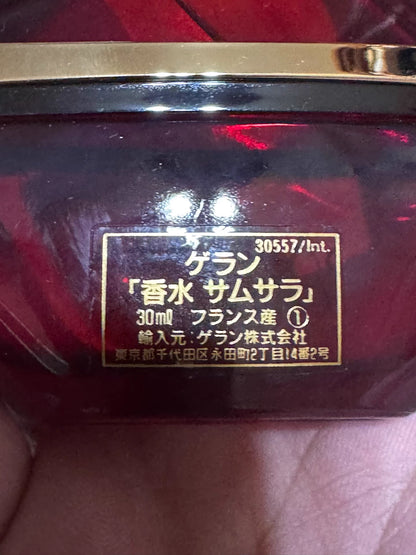 30557/Int.
ゲラン
「香水 サムサラ」
30ml フランス産 ①
輸入元:ゲラン株式会社
東京都千代田区永田町2丁目14番2号